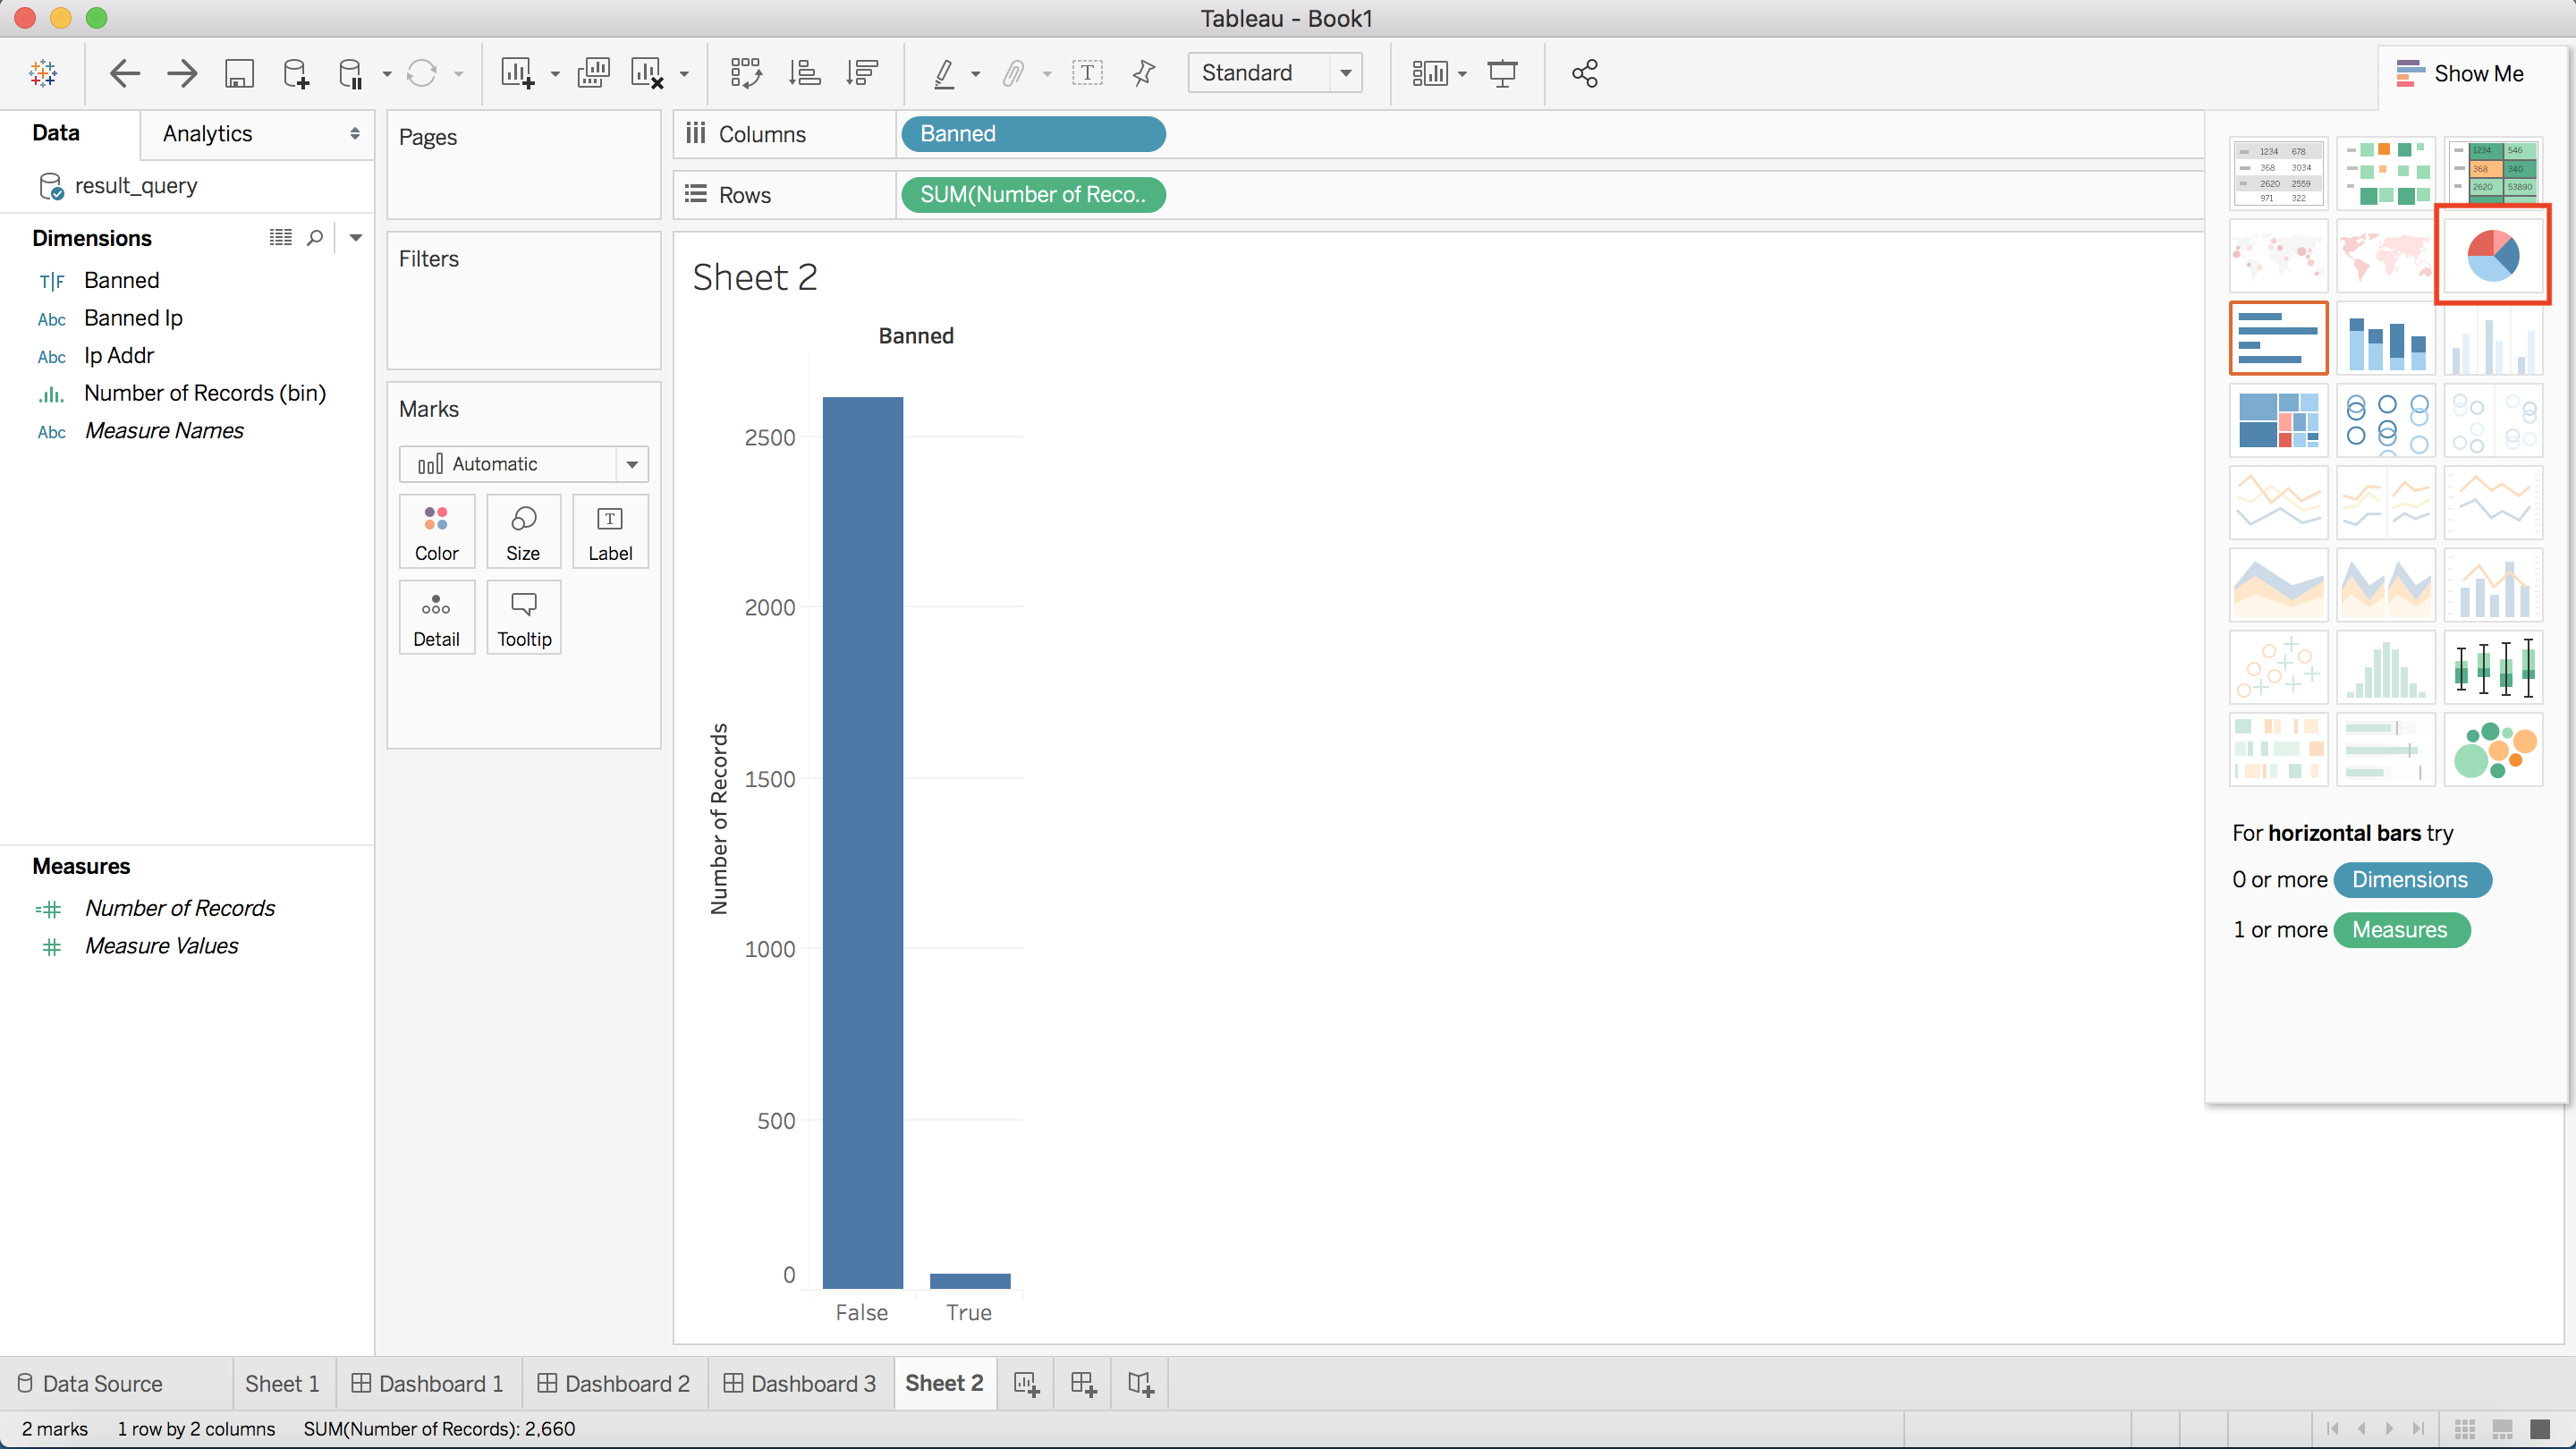 Tableau - Book1
Standard
Show Me
Data
Analytics
result_query
Dimensions
T|F Banned
Abc Banned Ip
Abc Ip Addr
Number of Records (bin)
Abc Measure Names
Measures
Number of Records
Measure Values
Pages
Filters
Marks
Automatic
Color
Size
Label
Detail
Tooltip
Columns
Banned
Rows
SUM(Number of Reco..
Sheet 2
Banned
Number of Records
2500
2000
1500
1000
500
0
False
True
1234 678
368 3034
2620 2559
971 322
1234 546
368 340
2620 53890
For horizontal bars try
0 or more Dimensions
1 or more Measures
Data Source
Sheet 1
Dashboard 1
Dashboard 2
Dashboard 3
Sheet 2
2 marks
1 row by 2 columns
SUM(Number of Records): 2,660